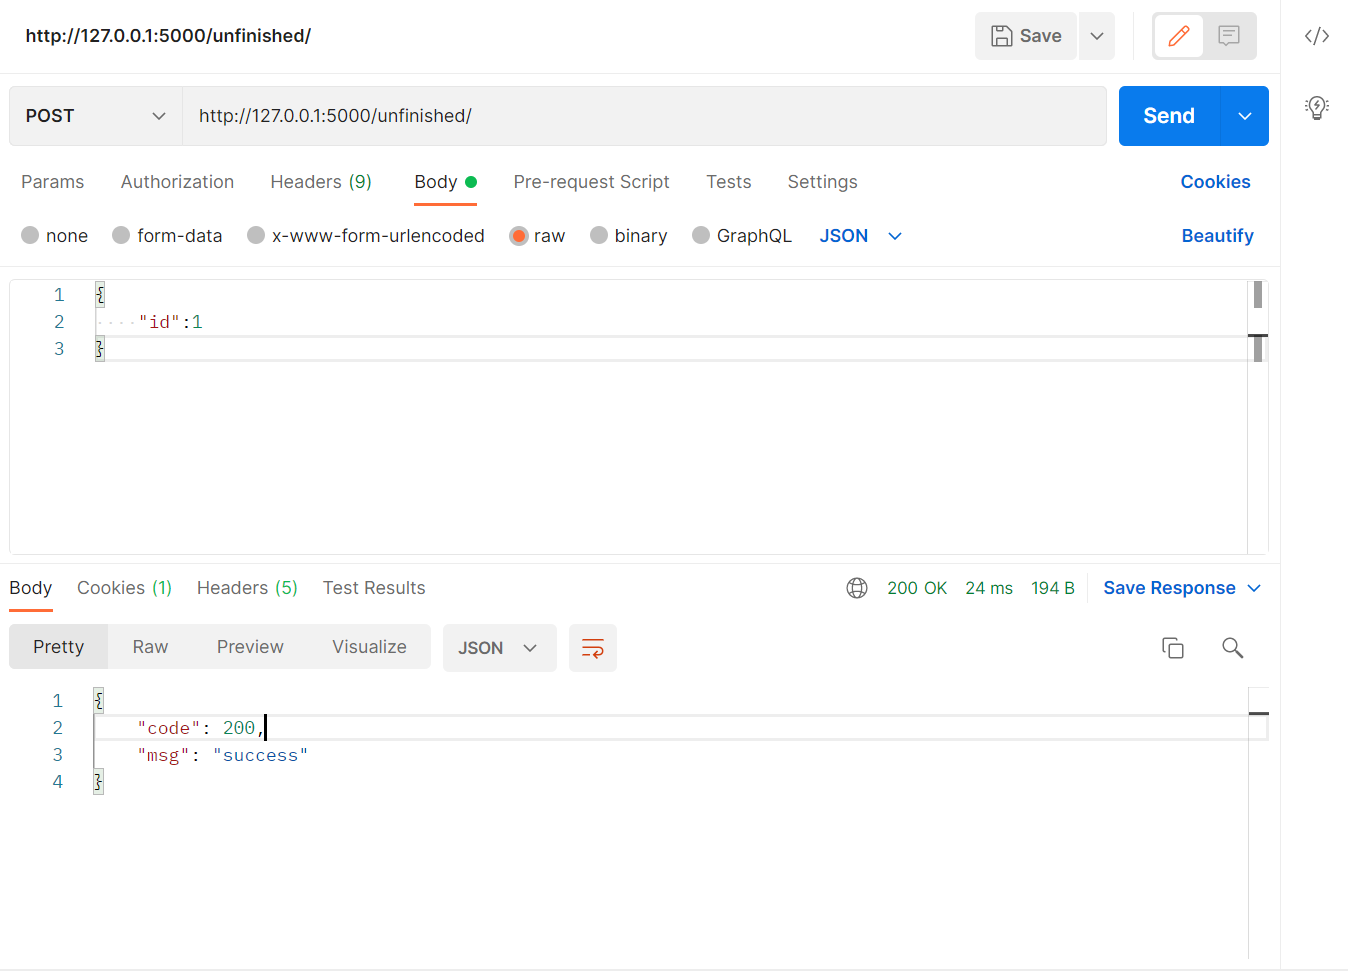 http://127.0.0.1:5000/unfinished/
Save
POST
http://127.0.0.1:5000/unfinished/
Send
Params Authorization Headers (9) Body Pre-request Script Tests Settings Cookies
none form-data x-www-form-urlencoded raw binary GraphQL JSON Beautify
1 {
2 "id":1
3 }
Body Cookies (1) Headers (5) Test Results 200 OK 24 ms 194 B Save Response
Pretty Raw Preview Visualize JSON
1 {
2 "code": 200,
3 "msg": "success"
4 }